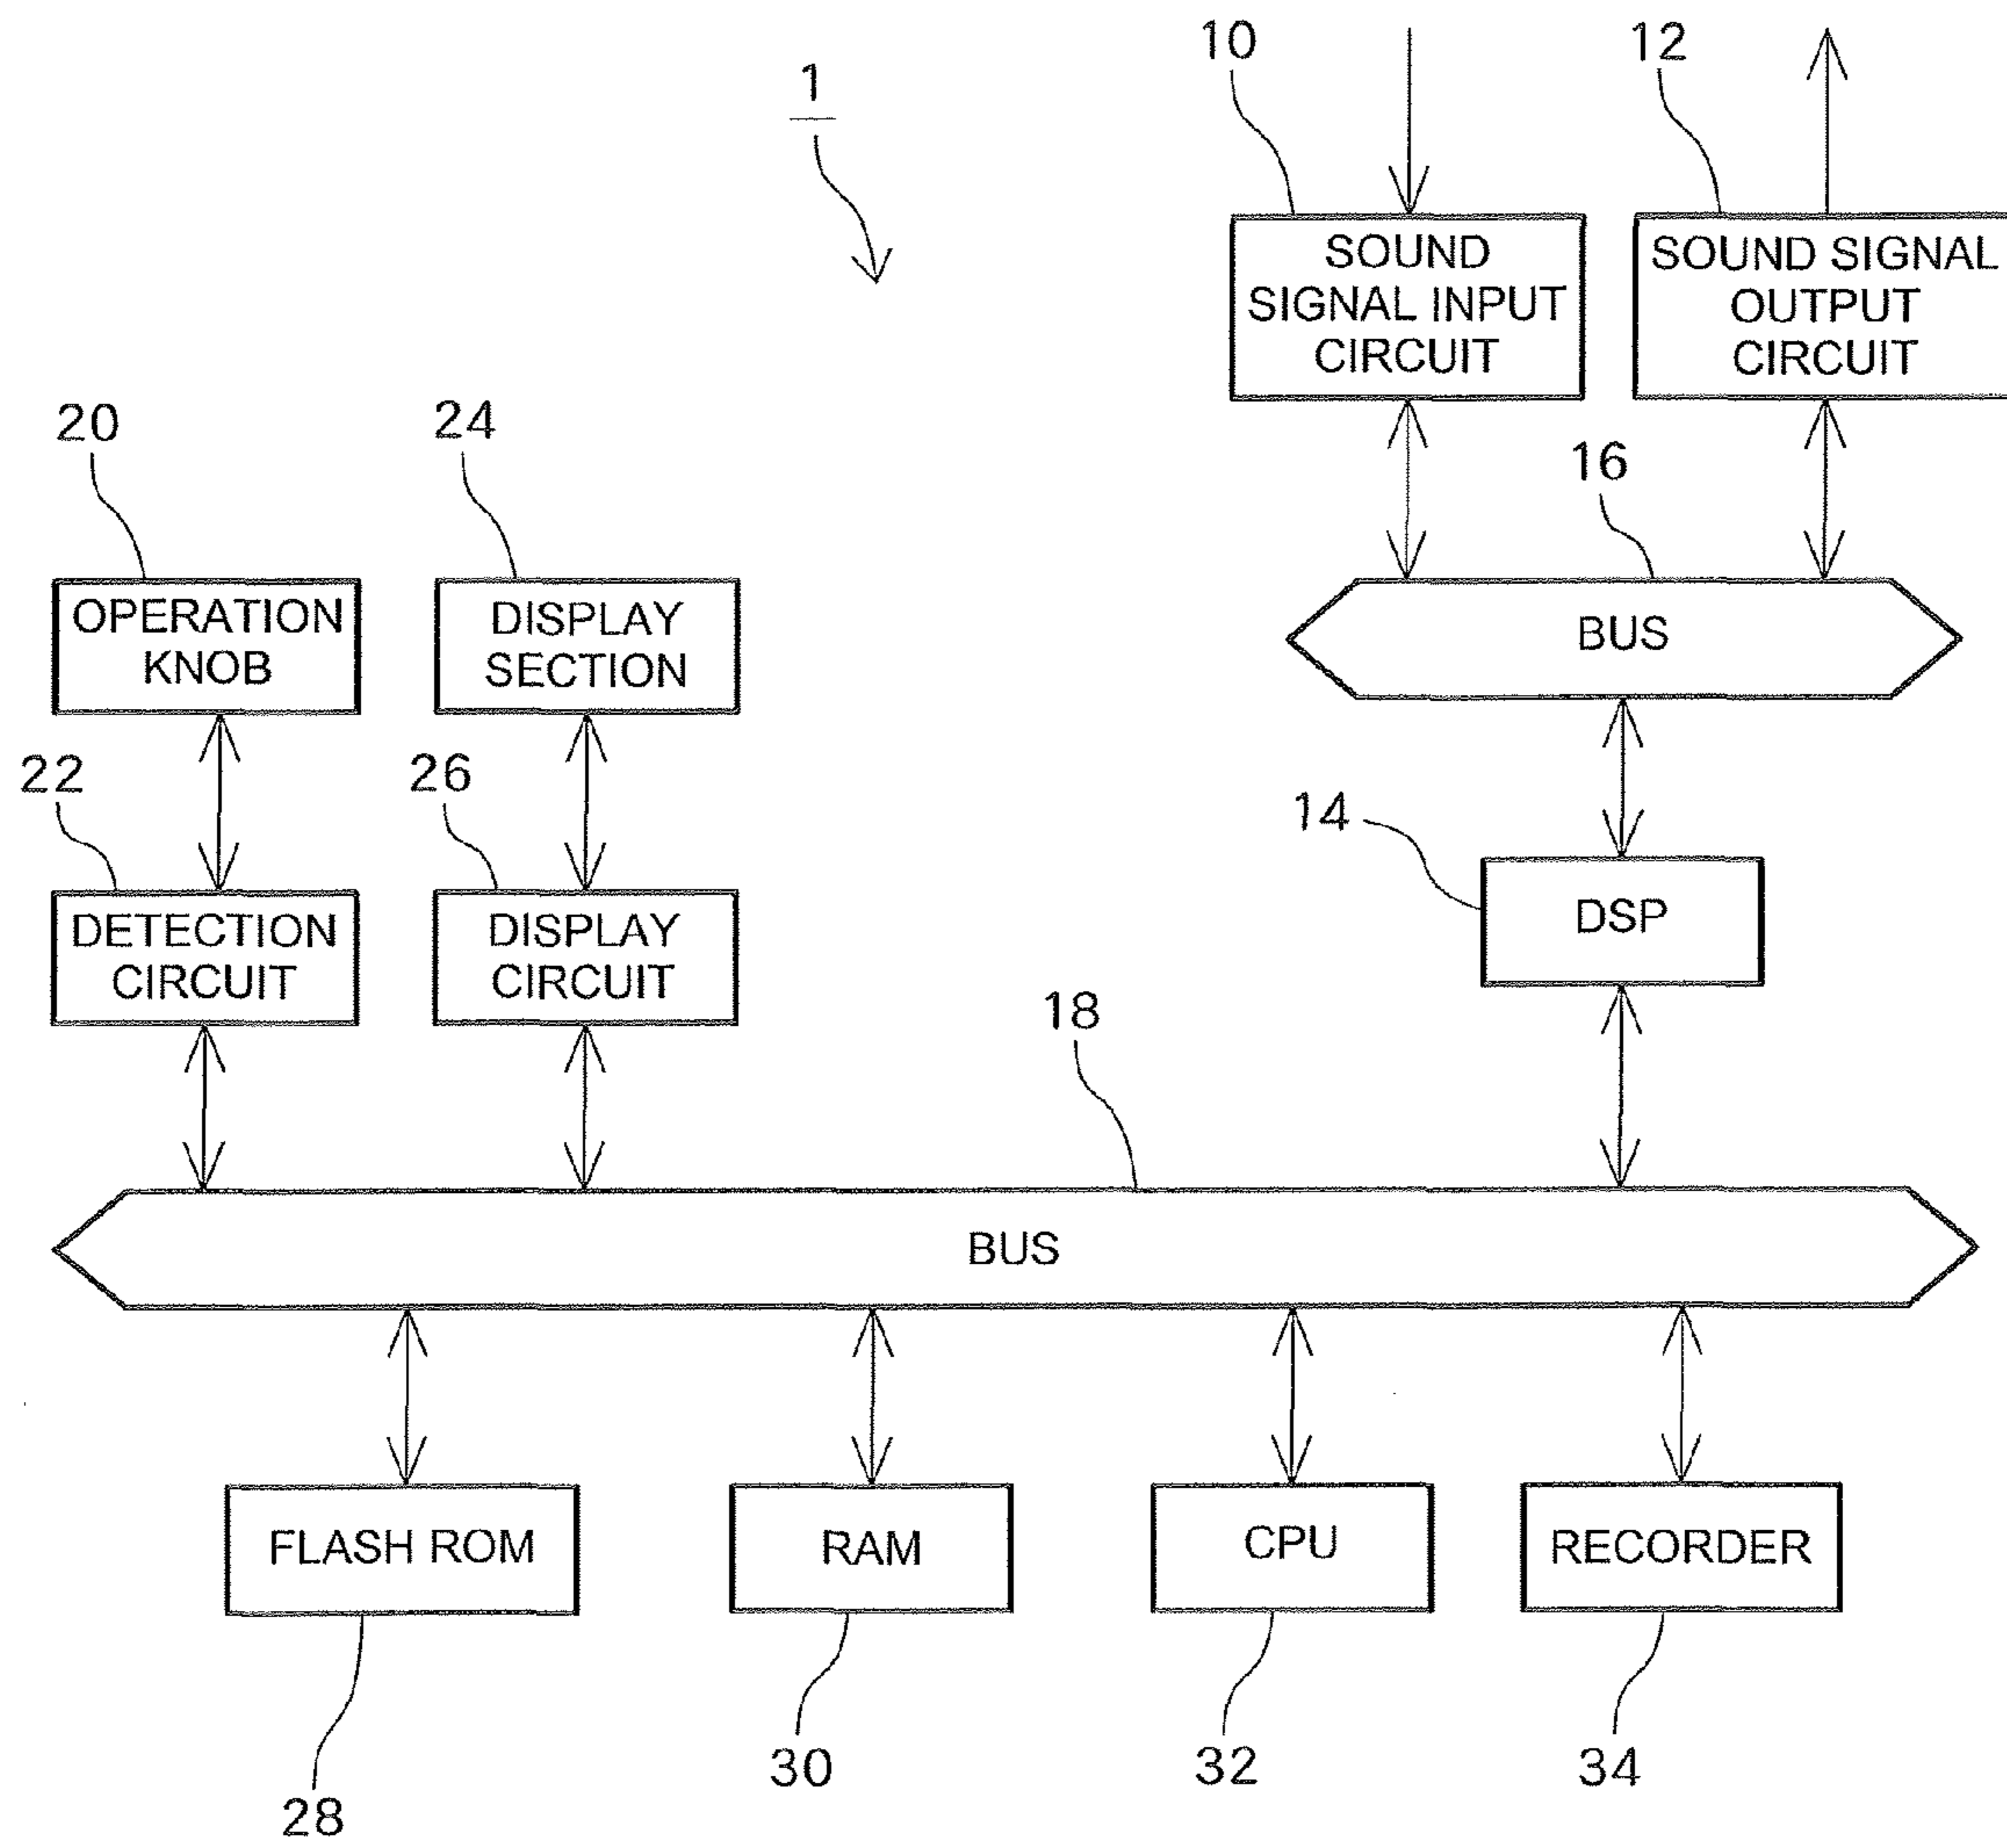 1
10
12
SOUND
SIGNAL INPUT
CIRCUIT
SOUND SIGNAL
OUTPUT
CIRCUIT
20
24
16
OPERATION
KNOB
DISPLAY
SECTION
BUS
22
26
14
DETECTION
CIRCUIT
DISPLAY
CIRCUIT
DSP
18
BUS
FLASH ROM
RAM
CPU
RECORDER
28
30
32
34